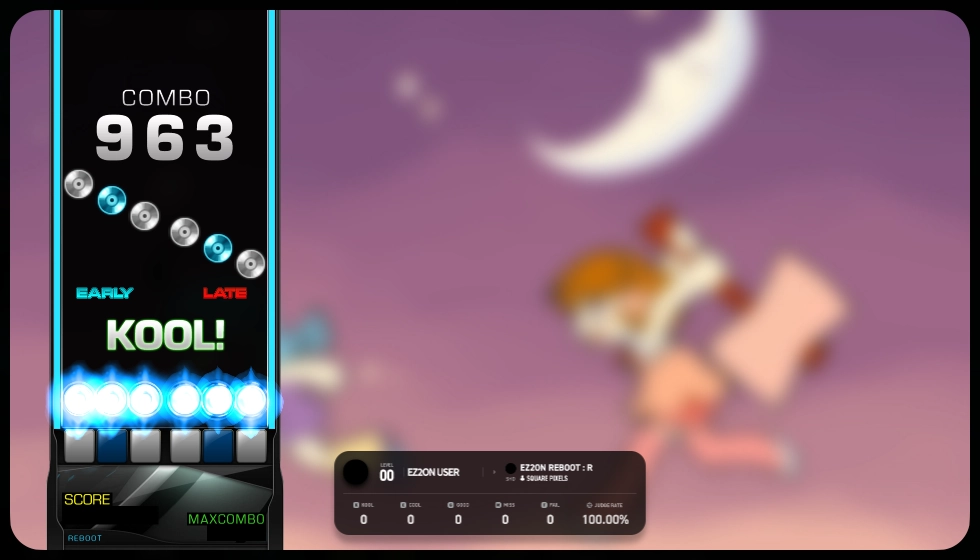 COMBO
963
EARLY LATE
KOOL!
SCORE
MAXCOMBO
REBOOT
LEVEL
00 EZ2ON USER
EZ2ON REBOOT : R
SQUARE PIXELS
KOOL COOL GOOD MISS FAIL JUDGE RATE
0 0 0 0 0 100.00%